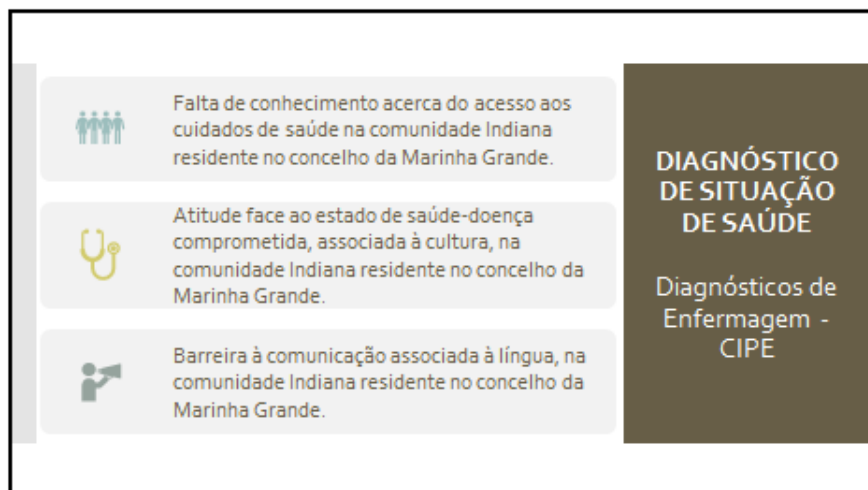 Falta de conhecimento acerca do acesso aos
cuidados de saúde na comunidade Indiana
residente no concelho da Marinha Grande.
Atitude face ao estado de saúde-doença
comprometida, associada à cultura, na
comunidade Indiana residente no concelho da
Marinha Grande.
Barreira à comunicação associada à língua, na
comunidade Indiana residente no concelho da
Marinha Grande.
DIAGNÓSTICO
DE SITUAÇÃO
DE SAÚDE
Diagnósticos de
Enfermagem -
CIPE